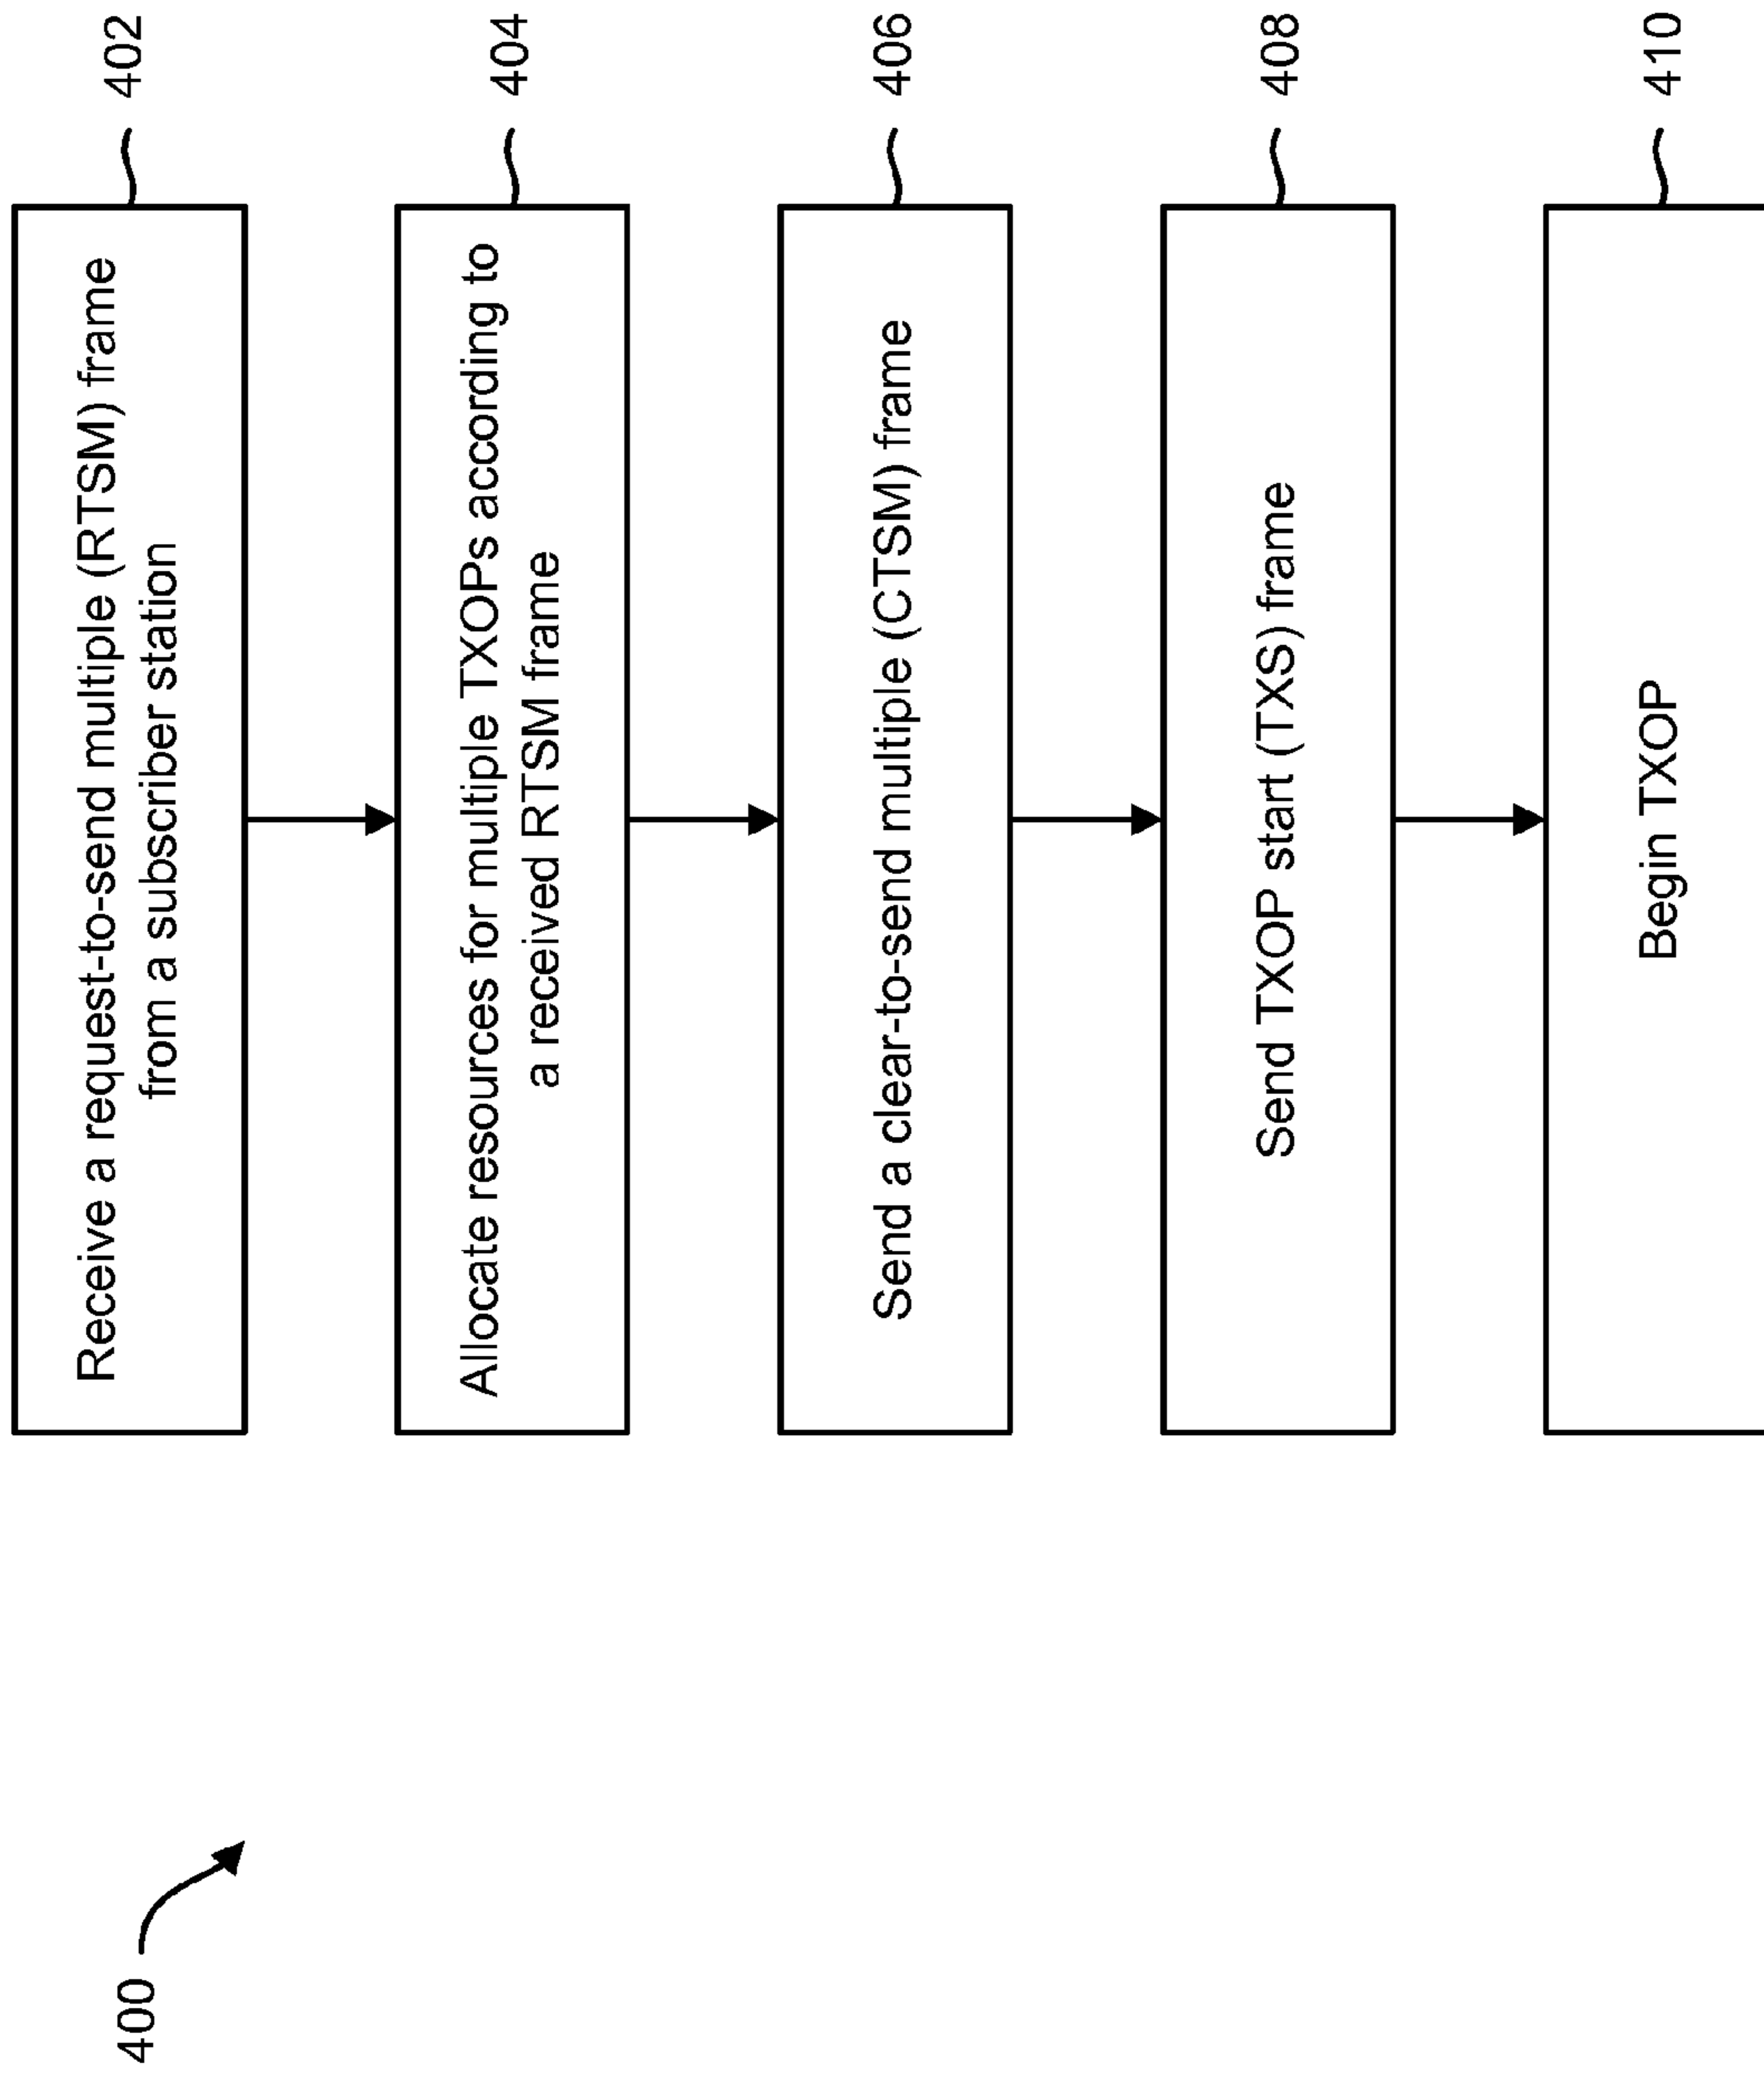 400
Receive a request-to-send multiple (RTSM) frame
from a subscriber station
402
Allocate resources for multiple TXOPs according to
a received RTSM frame
404
Send a clear-to-send multiple (CTSM) frame
406
Send TXOP start (TXS) frame
408
Begin TXOP
410